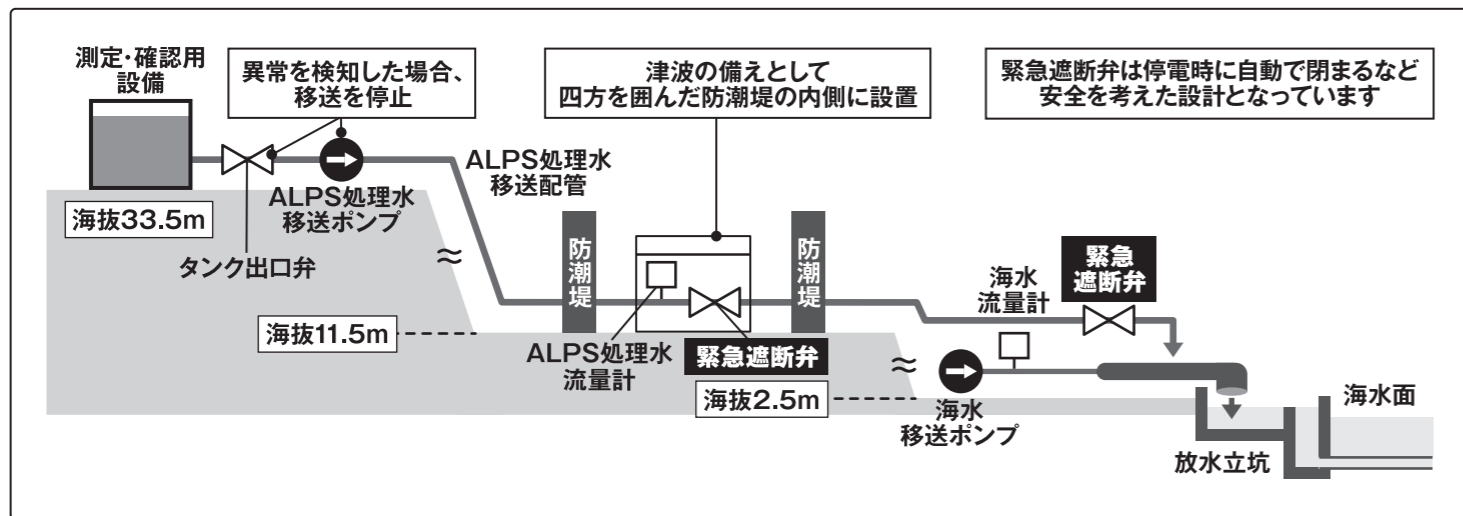 測定・確認用
設備
異常を検知した場合、
移送を停止
津波の備えとして
四方を囲んだ防潮堤の内側に設置
緊急遮断弁は停電時に自動で閉まるなど
安全を考えた設計となっています
ALPS処理水
移送配管
ALPS処理水
移送ポンプ
海抜33.5m
タンク出口弁
防潮堤
防潮堤
緊急
遮断弁
海水
流量計
海抜11.5m
ALPS処理水
流量計
緊急遮断弁
海抜2.5m
海水
移送ポンプ
海水面
放水立坑